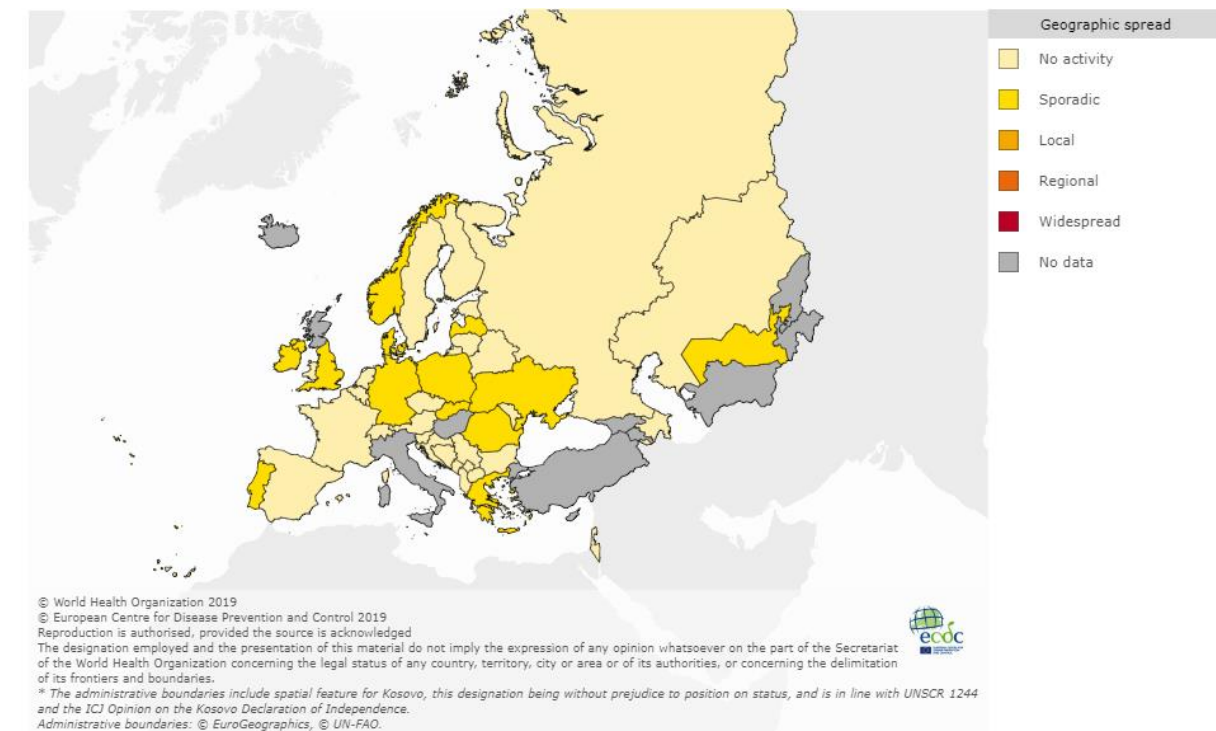 Geographic spread
No activity
Sporadic
Local
Regional
Widespread
No data
© World Health Organization 2019
© European Centre for Disease Prevention and Control 2019
Reproduction is authorised, provided the source is acknowledged
The designation employed and the presentation of this material do not imply the expression of any opinion whatsoever on the part of the Secretariat
of the World Health Organization concerning the legal status of any country, territory, city or area or of its authorities, or concerning the delimitation
of its frontiers and boundaries.
* The administrative boundaries include spatial feature for Kosovo, this designation being without prejudice to position on status, and is in line with UNSCR 1244
and the ICJ Opinion on the Kosovo Declaration of Independence.
Administrative boundaries: © EuroGeographics, © UN-FAO.
ecdc